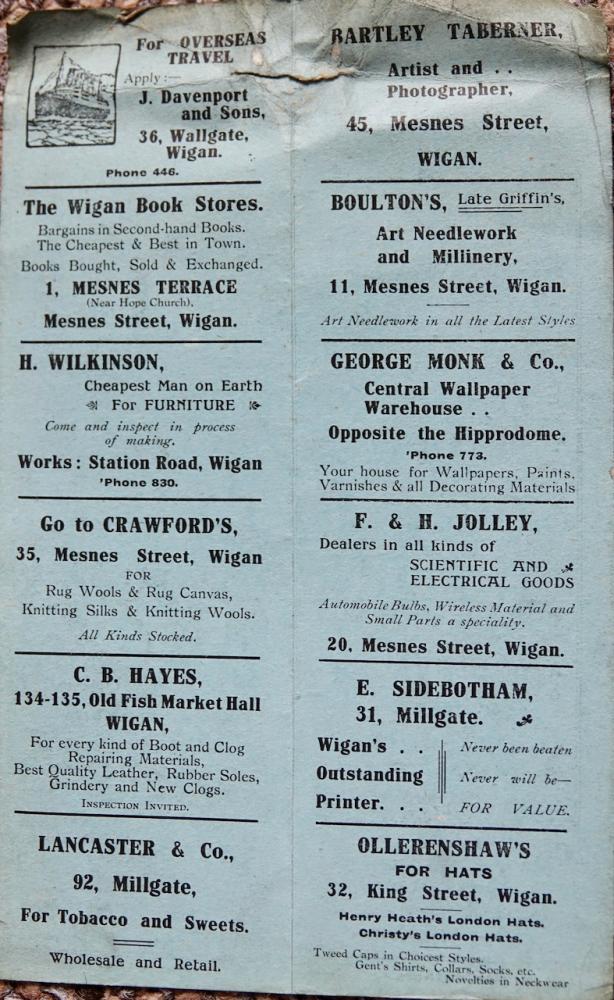 For OVERSEAS
TRAVEL
Apply :—
J. Davenport
and Sons,
36, Wallgate,
Wigan.
Phone 446.
The Wigan Book Stores.
Bargains in Second-hand Books.
The Cheapest & Best in Town.
Books Bought, Sold & Exchanged.
1, MESNES TERRACE
(Near Hope Church),
Mesnes Street, Wigan.
H. WILKINSON,
Cheapest Man on Earth
For FURNITURE
Come and inspect in process
of making.
Works: Station Road, Wigan
'Phone 830.
Go to CRAWFORD'S,
35, Mesnes Street, Wigan
FOR
Rug Wools & Rug Canvas,
Knitting Silks & Knitting Wools.
All Kinds Stocked.
C. B. HAYES,
134-135, Old Fish Market Hall
WIGAN,
For every kind of Boot and Clog
Repairing Materials,
Best Quality Leather, Rubber Soles,
Grindery and New Clogs.
INSPECTION INVITED.
LANCASTER & Co.,
92, Millgate,
For Tobacco and Sweets.
Wholesale and Retail.
BARTLEY TABERNER,
Artist and . .
Photographer,
45, Mesnes Street,
WIGAN.
BOULTON'S, Late Griffin's,
Art Needlework
and Millinery,
11, Mesnes Street, Wigan.
Art Needlework in all the Latest Styles
GEORGE MONK & Co.,
Central Wallpaper
Warehouse . .
Opposite the Hipprodome.
'Phone 773.
Your house for Wallpapers, Paints,
Varnishes & all Decorating Materials
F. & H. JOLLEY,
Dealers in all kinds of
SCIENTIFIC AND
ELECTRICAL GOODS
Automobile Bulbs, Wireless Material and
Small Parts a speciality.
20, Mesnes Street, Wigan.
E. SIDEBOTHAM,
31, Millgate.
Wigan's . . Never been beaten
Outstanding Never will be—
Printer. . . FOR VALUE.
OLLERENSHAW'S
FOR HATS
32, King Street, Wigan.
Henry Heath's London Hats.
Christy's London Hats.
Tweed Caps in Choicest Styles.
Gent's Shirts, Collars, Socks, etc.
Novelties in Neckwear